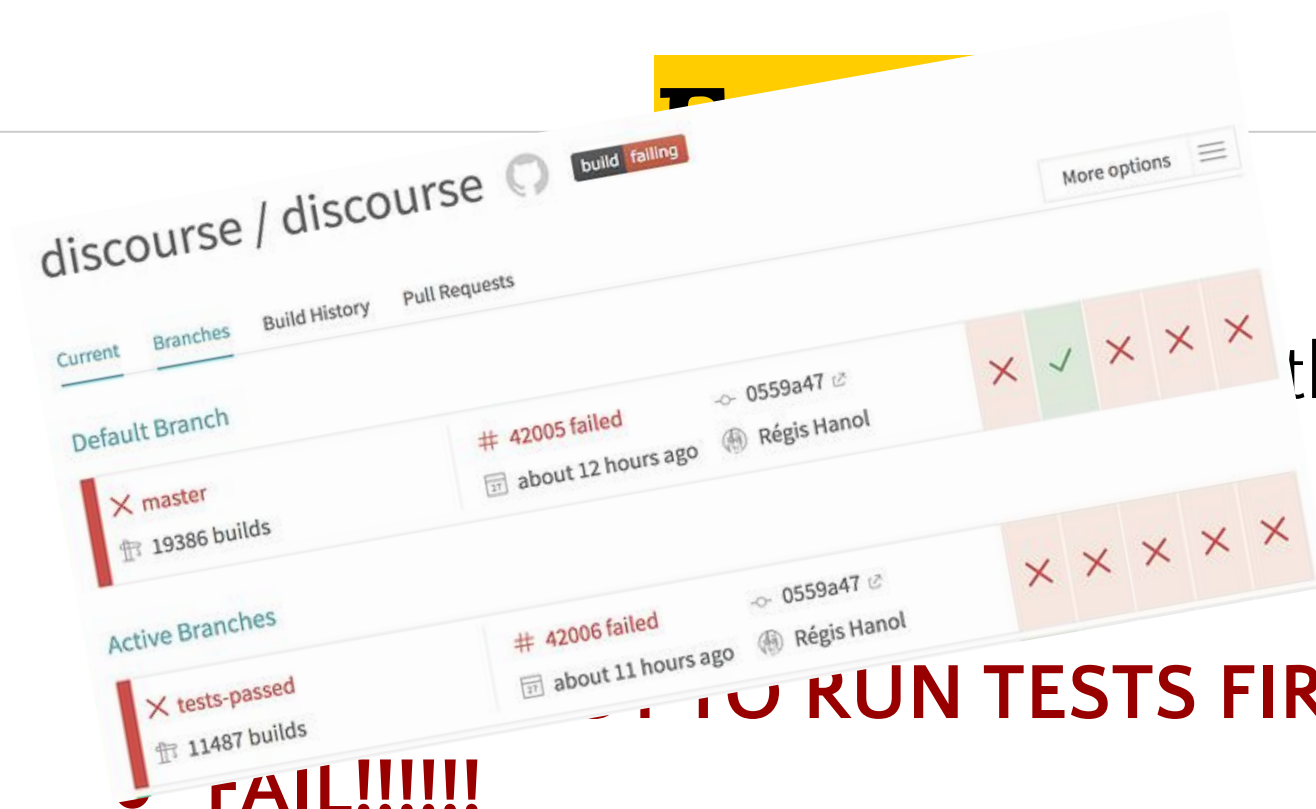 discourse / discourse
build failing
More options
Current Branches Build History Pull Requests
Default Branch
master
19386 builds
# 42005 failed
about 12 hours ago
0559a47
Régis Hanol
Active Branches
tests-passed
11487 builds
# 42006 failed
about 11 hours ago
0559a47
Régis Hanol
TO RUN TESTS
FAIL!!!!!!